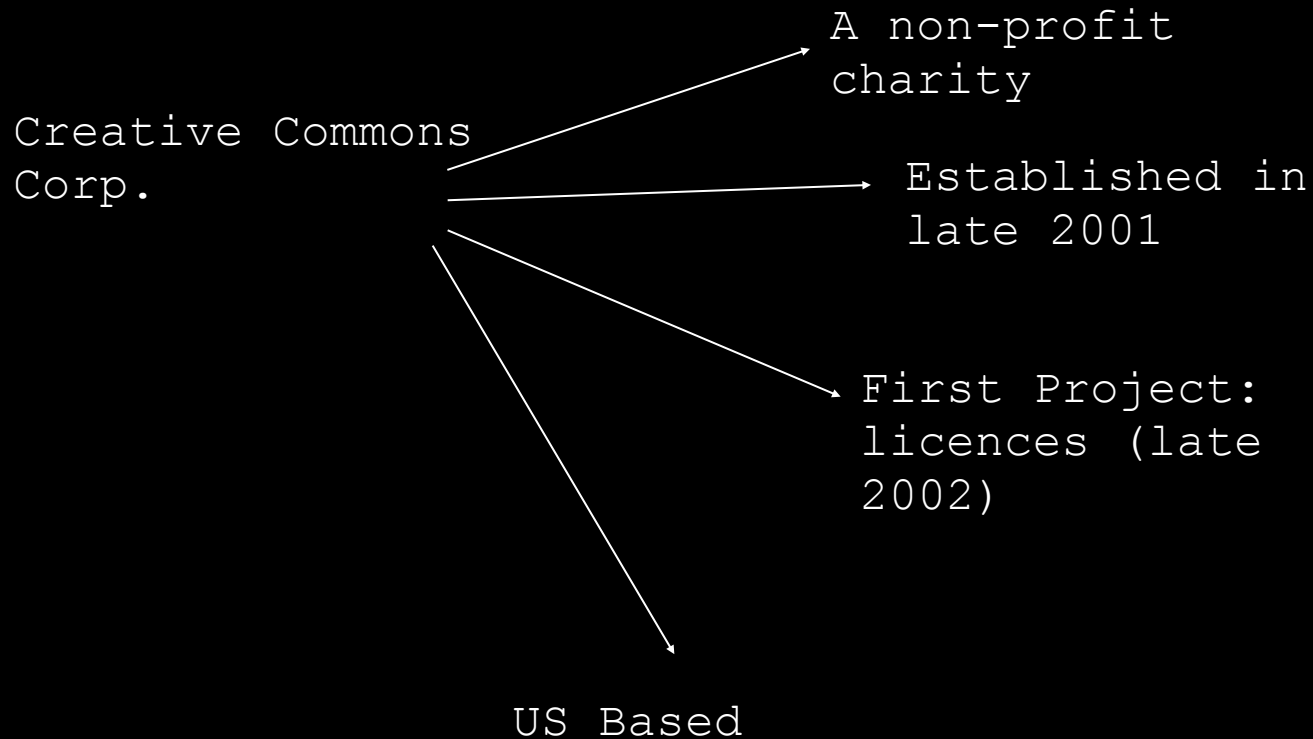 Creative Commons
Corp.
A non-profit
charity
Established in
late 2001
First Project:
licences (late
2002)
US Based